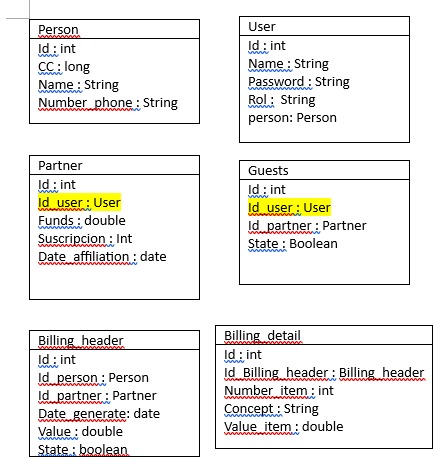 Person
Id : int
CC : long
Name : String
Number_phone : String
User
Id : int
Name : String
Password : String
Rol :  String
person: Person
Partner
Id : int
Id_user : User
Funds : double
Suscripcion : Int
Date_affiliation : date
Guests
Id : int
Id_user : User
Id_partner : Partner
State : Boolean
Billing_header
Id : int
Id_person : Person
Id_partner : Partner
Date_generate: date
Value : double
State : boolean
Billing_detail
Id : int
Id_Billing_header : Billing_header
Number_item : int
Concept : String
Value_item : double